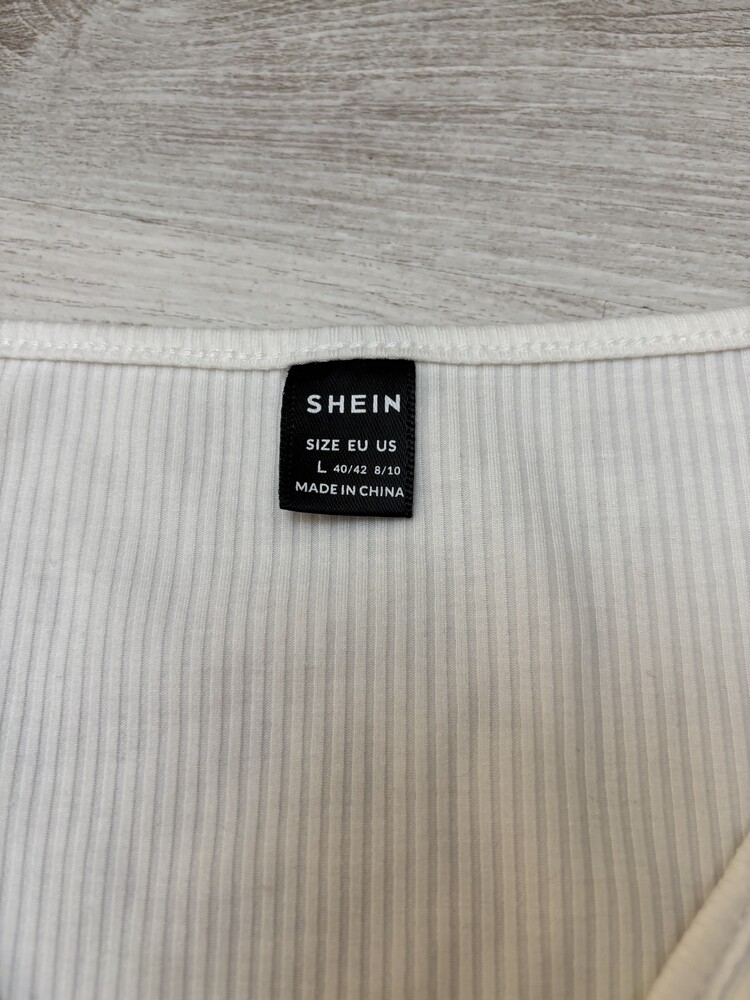 SHEIN
SIZE EU US
L 40/42 8/10
MADE IN CHINA